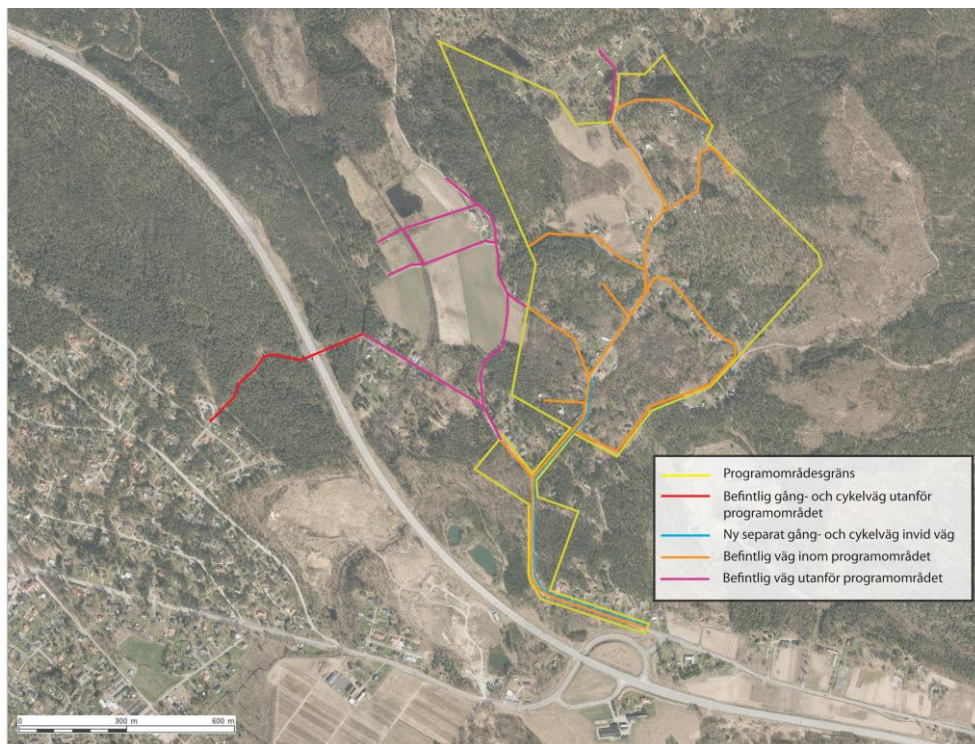 Programområdesgräns
Befintlig gång- och cykelväg utanför
programområdet
Ny separat gång- och cykelväg invid väg
Befintlig väg inom programområdet
Befintlig väg utanför programområdet
0 300 m 600 m